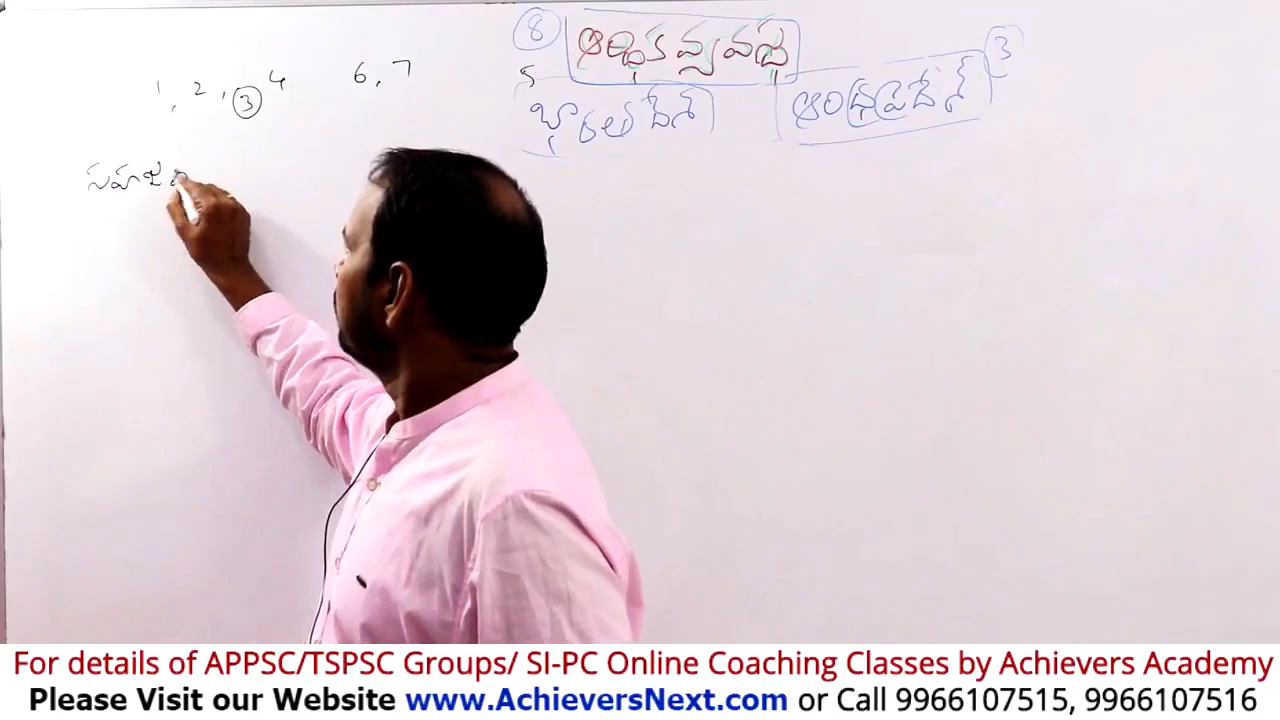 8 ఆర్థిక వ్యవస్థ
1, 2, 3 4 6, 7 5
భారత దేశ్ ఆంధ్రప్రదేశ్ 3
సహజ
For details of APPSC/TSPSC Groups/ SI-PC Online Coaching Classes by Achievers Academy
Please Visit our Website www.AchieversNext.com or Call 9966107515, 9966107516